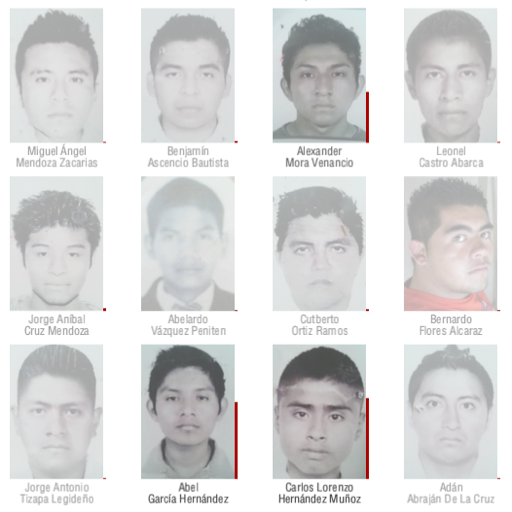 Miguel Ángel
Mendoza Zacarias
Benjamín
Ascencio Bautista
Alexander
Mora Venancio
Leonel
Castro Abarca
Jorge Aníbal
Cruz Mendoza
Abelardo
Vázquez Peniten
Cutberto
Ortiz Ramos
Bernardo
Flores Alcaraz
Jorge Antonio
Tizapa Legideño
Abel
García Hernández
Carlos Lorenzo
Hernández Muñoz
Adán
Abraján De La Cruz